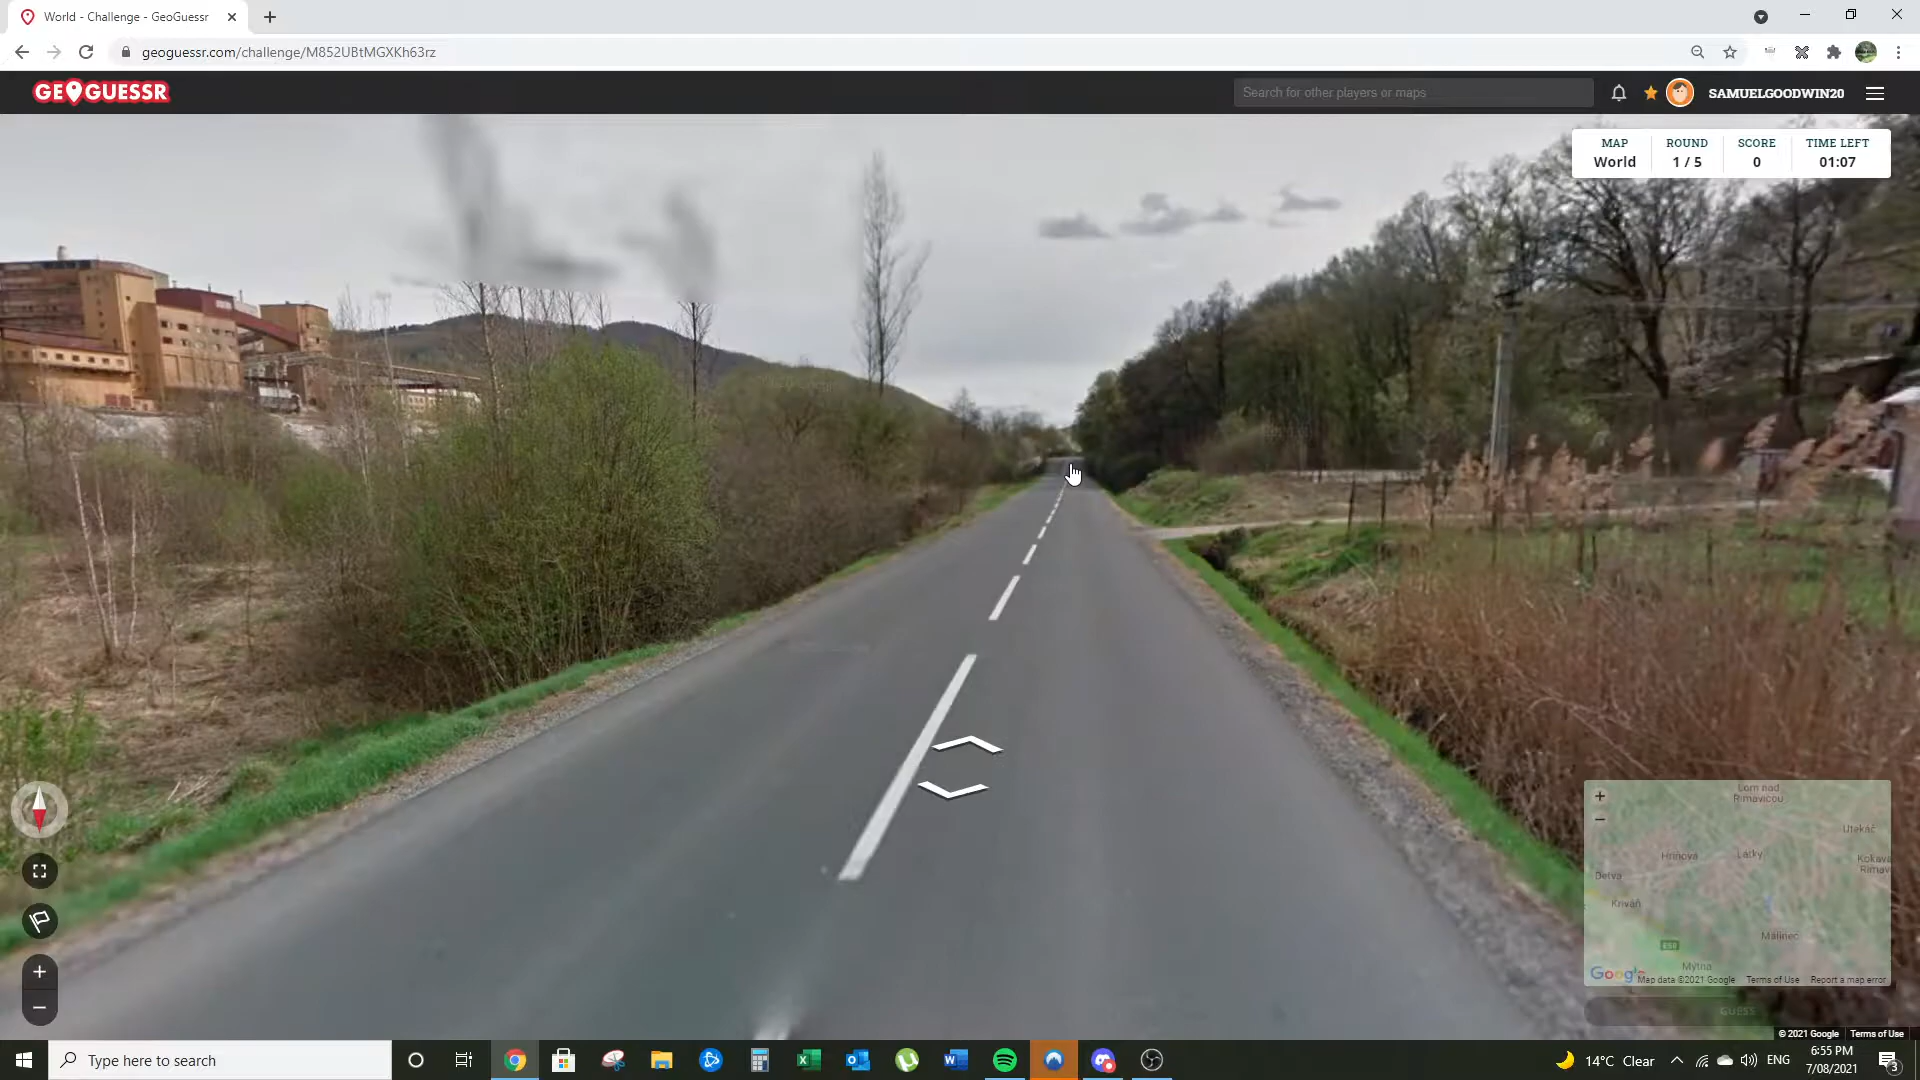 World - Challenge - GeoGuessr
geoguessr.com/challenge/M852UBtMGXKh63rz
GEOGUESSR
Search for other players or maps
SAMUELGOODWIN20
MAP ROUND SCORE TIME LEFT
World 1 / 5 0 01:07
Lom nad
Rimavicou
Utekáč
Hriňová
Látky
Kokava
Rimav
Detva
Kriváň
Málinec
E58
Mýtna
Google
Map data ©2021 Google Terms of Use Report a map error
GUESS
© 2021 Google Terms of Use
Type here to search
14°C Clear
ENG
6:55 PM
7/08/2021
3